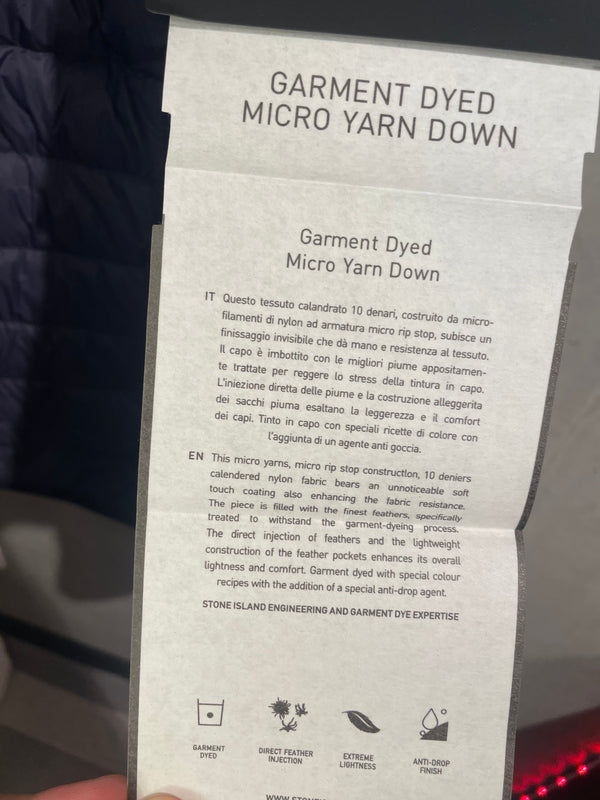 GARMENT DYED
MICRO YARN DOWN
Garment Dyed
Micro Yarn Down
IT Questo tessuto calandrato 10 denari, costruito da micro-
filamenti di nylon ad armatura micro rip stop, subisce un
finissaggio invisibile che dà mano e resistenza al tessuto.
Il capo è imbottito con le migliori piume appositamen-
te trattate per reggere lo stress della tintura in capo.
L'iniezione diretta delle piume e la costruzione alleggerita
dei sacchi piuma esaltano la leggerezza e il comfort
dei capi. Tinto in capo con speciali ricette di colore con
l'aggiunta di un agente anti goccia.
EN This micro yarns, micro rip stop construction, 10 deniers
calendered nylon fabric bears an unnoticeable soft
touch coating also enhancing the fabric resistance.
The piece is filled with the finest feathers, specifically
treated to withstand the garment-dyeing process.
The direct injection of feathers and the lightweight
construction of the feather pockets enhances its overall
lightness and comfort. Garment dyed with special colour
recipes with the addition of a special anti-drop agent.
STONE ISLAND ENGINEERING AND GARMENT DYE EXPERTISE
GARMENT
DYED
DIRECT FEATHER
INJECTION
EXTREME
LIGHTNESS
ANTI-DROP
FINISH